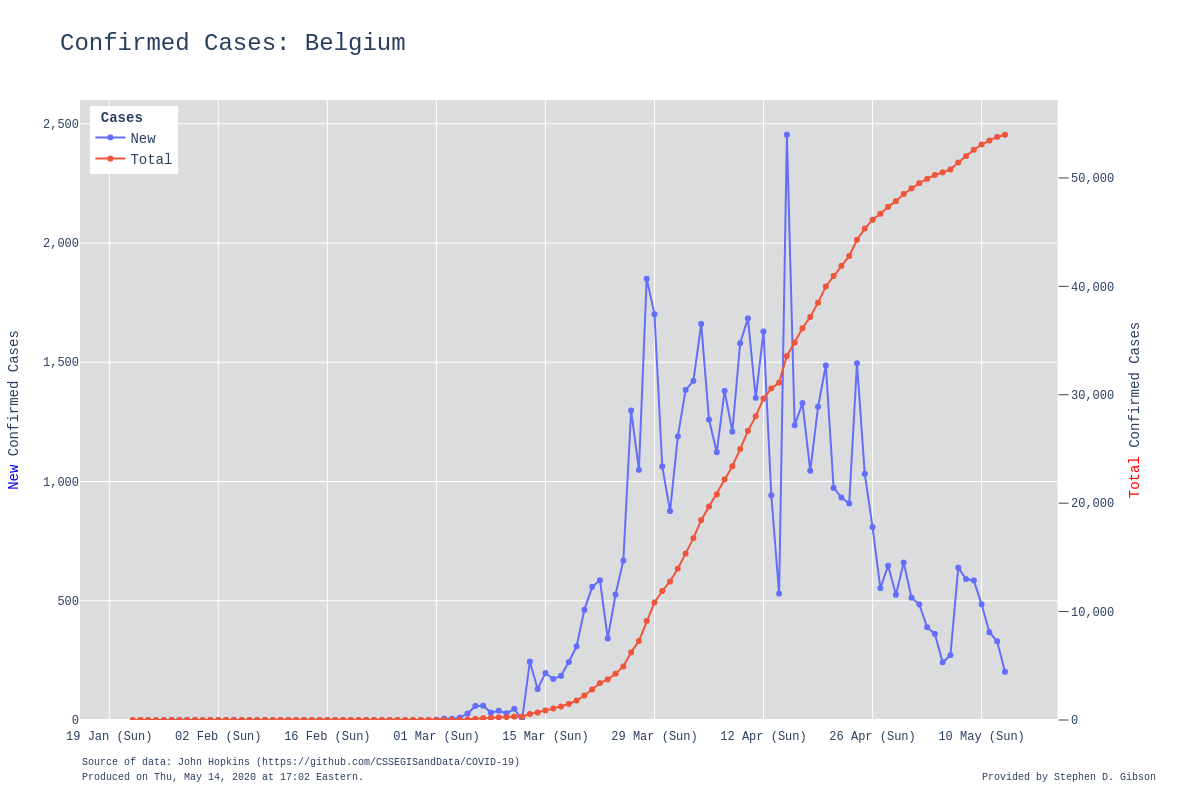 Confirmed Cases: Belgium
Cases
New
Total
2,500
2,000
1,500
1,000
500
0
50,000
40,000
30,000
20,000
10,000
0
New Confirmed Cases
Total Confirmed Cases
19 Jan (Sun) 02 Feb (Sun) 16 Feb (Sun) 01 Mar (Sun) 15 Mar (Sun) 29 Mar (Sun) 12 Apr (Sun) 26 Apr (Sun) 10 May (Sun)
Source of data: John Hopkins (https://github.com/CSSEGISandData/COVID-19)
Produced on Thu, May 14, 2020 at 17:02 Eastern.
Provided by Stephen D. Gibson